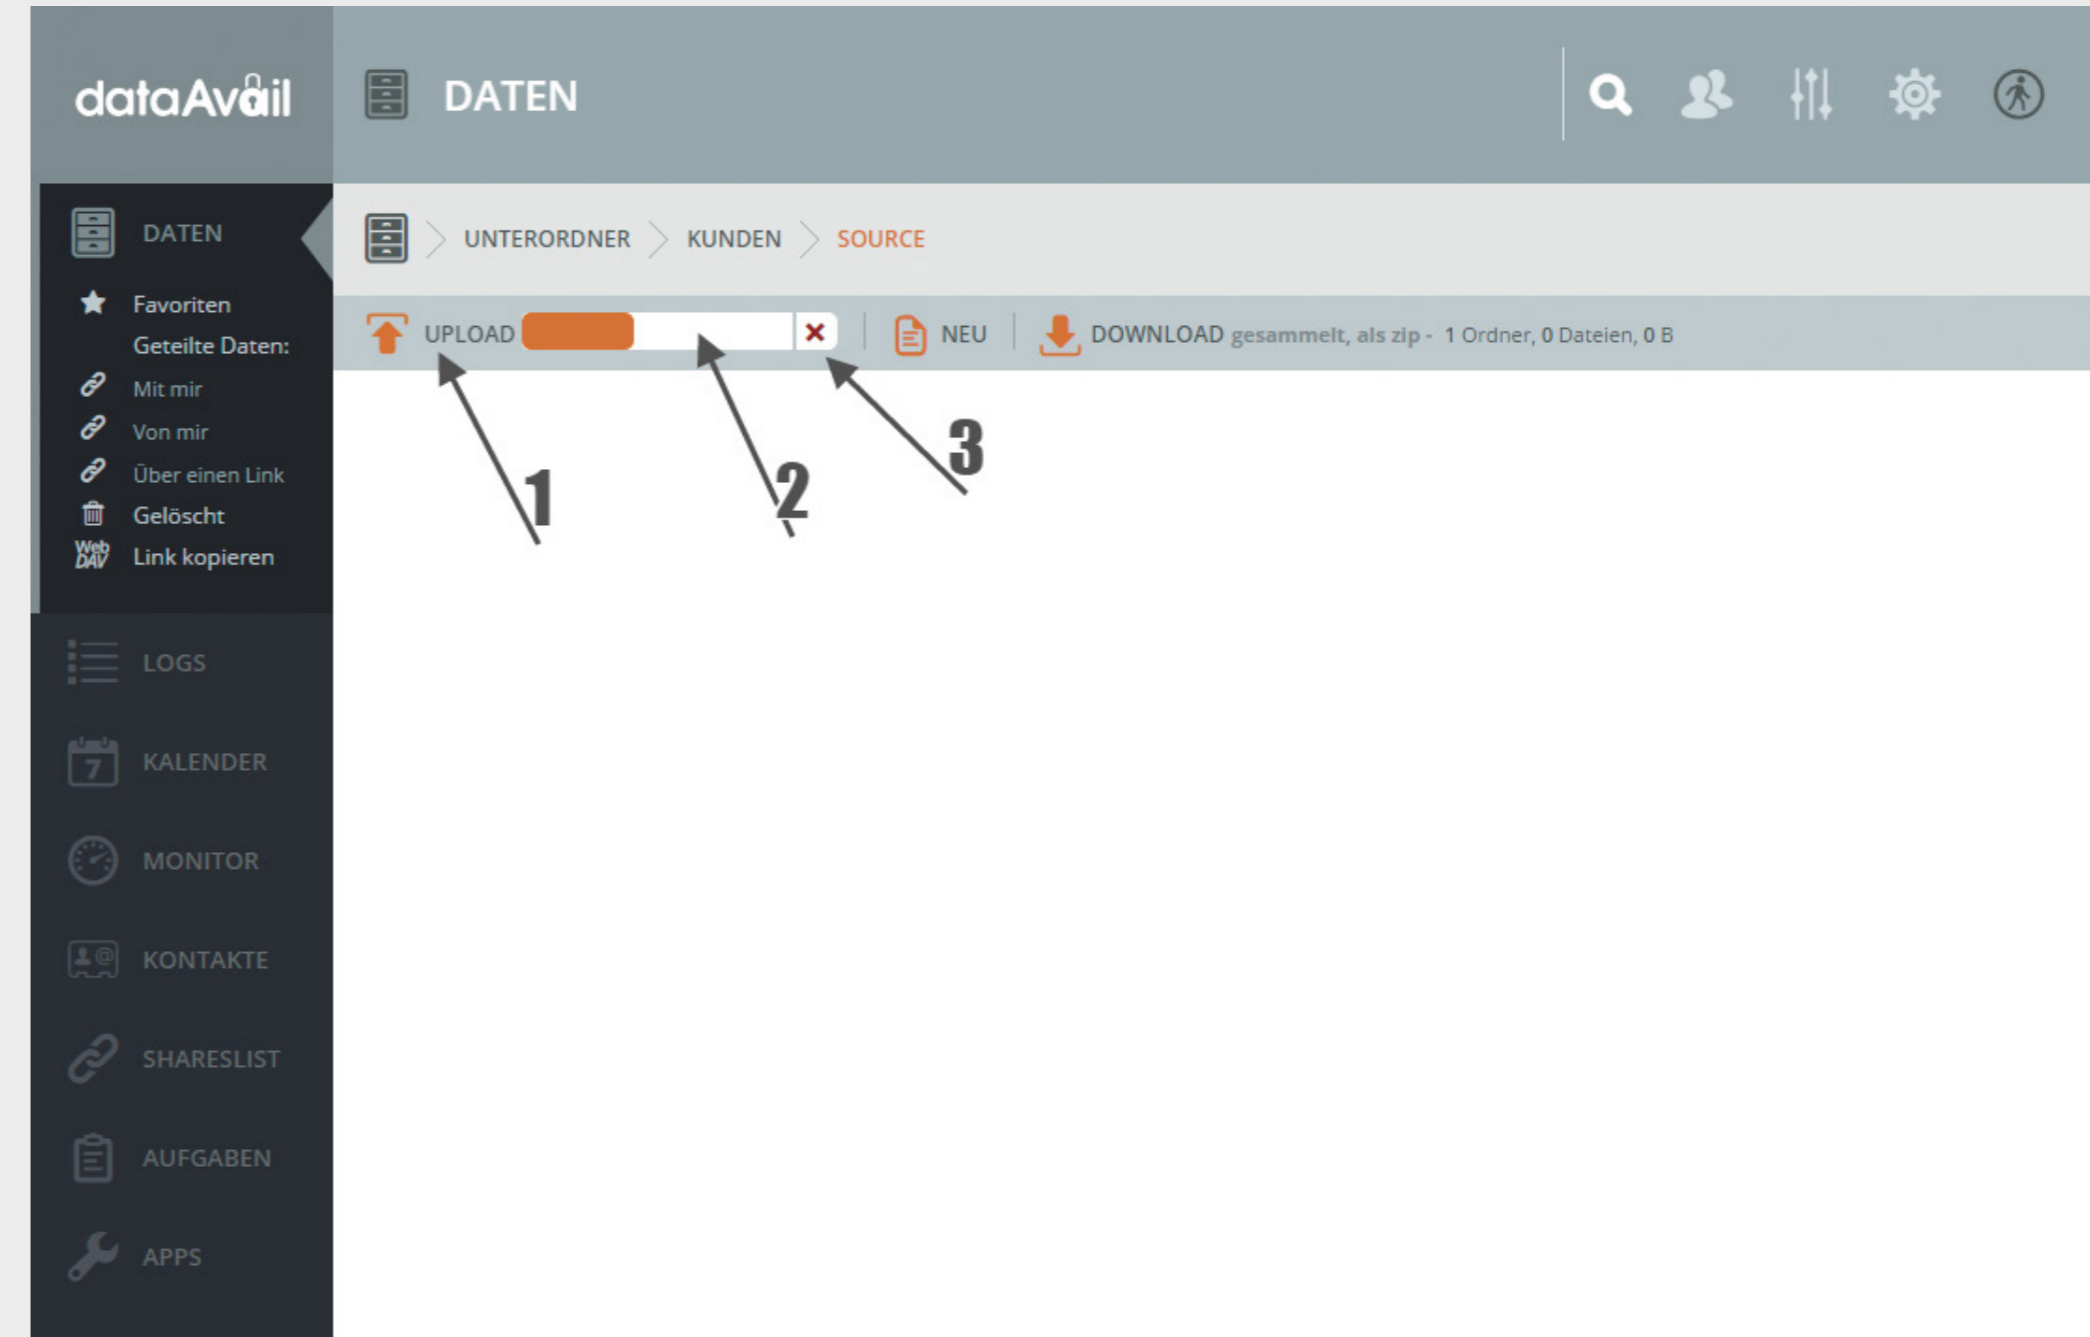 dataAvail
DATEN
DATEN
Favoriten
Geteilte Daten:
Mit mir
Von mir
Über einen Link
Gelöscht
Web
DAV
Link kopieren
LOGS
7
KALENDER
MONITOR
@
KONTAKTE
SHARESLIST
AUFGABEN
APPS
UNTERORDNER KUNDEN SOURCE
UPLOAD NEU DOWNLOAD gesammelt, als zip - 1 Ordner, 0 Dateien, 0 B
1
2
3